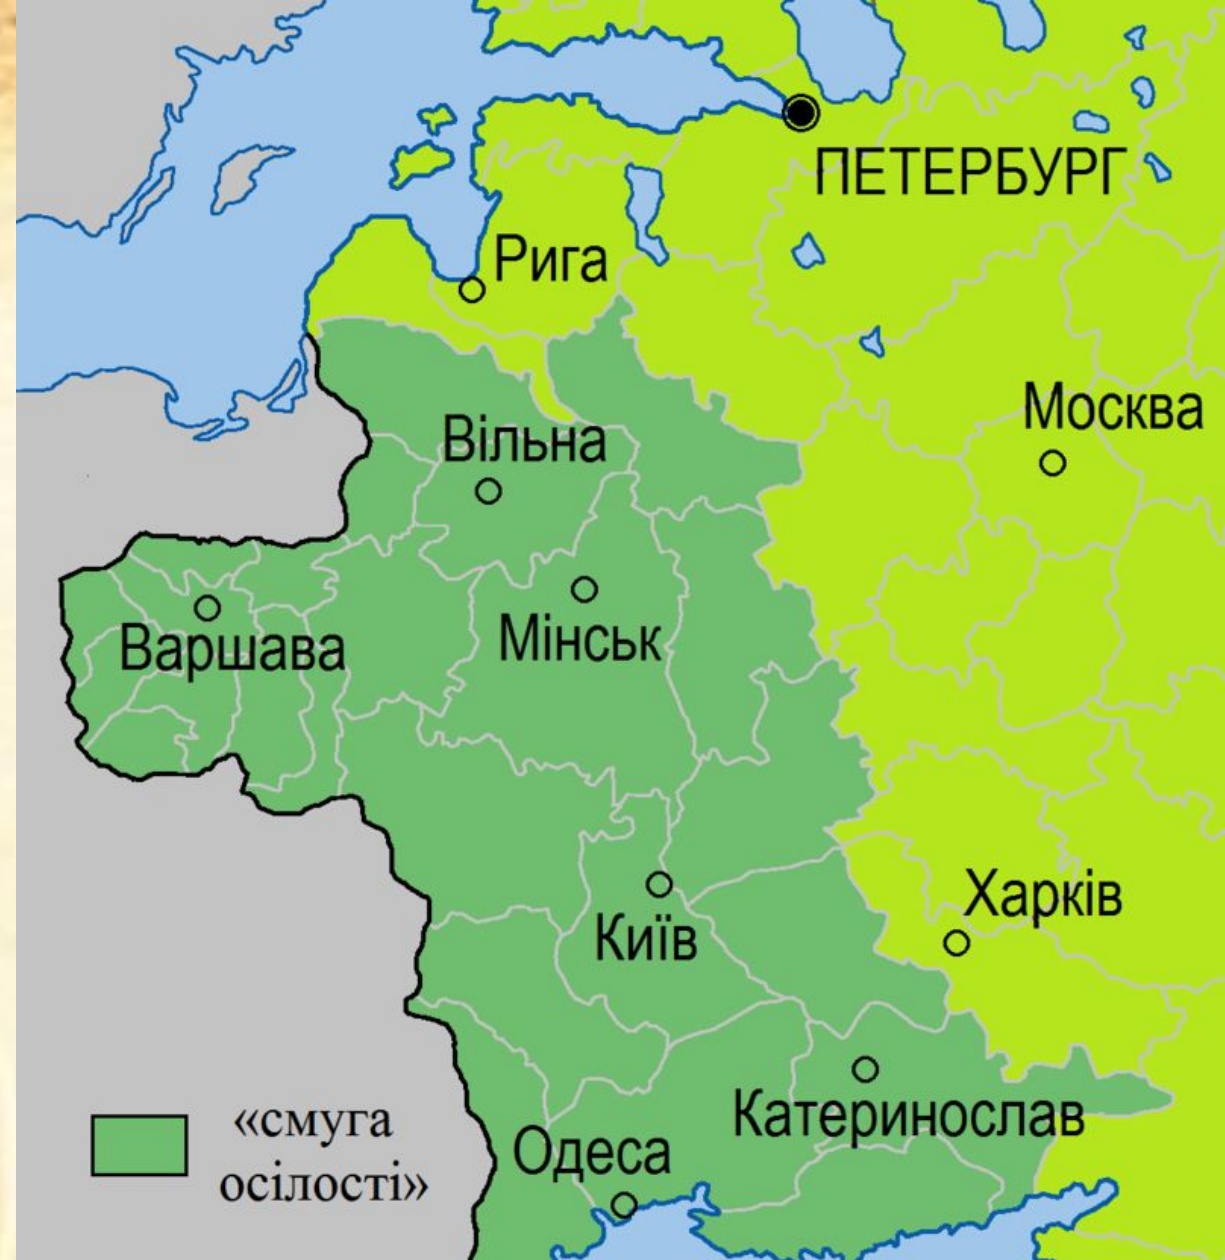 ПЕТЕРБУРГ
Рига
Москва
Вільна
Мінськ
Варшава
Харків
Київ
Катеринослав
Одеса
«смуга
осілості»